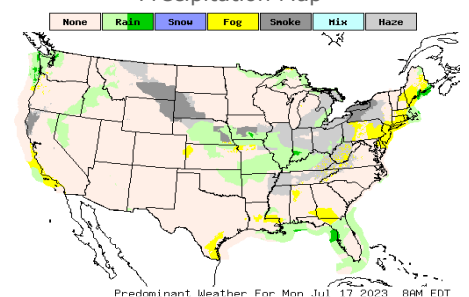 Precipitation Map
None Rain Snow Fog Smoke Mix Haze
Predominant Weather For Mon Jul 17 2023 8AM EDT